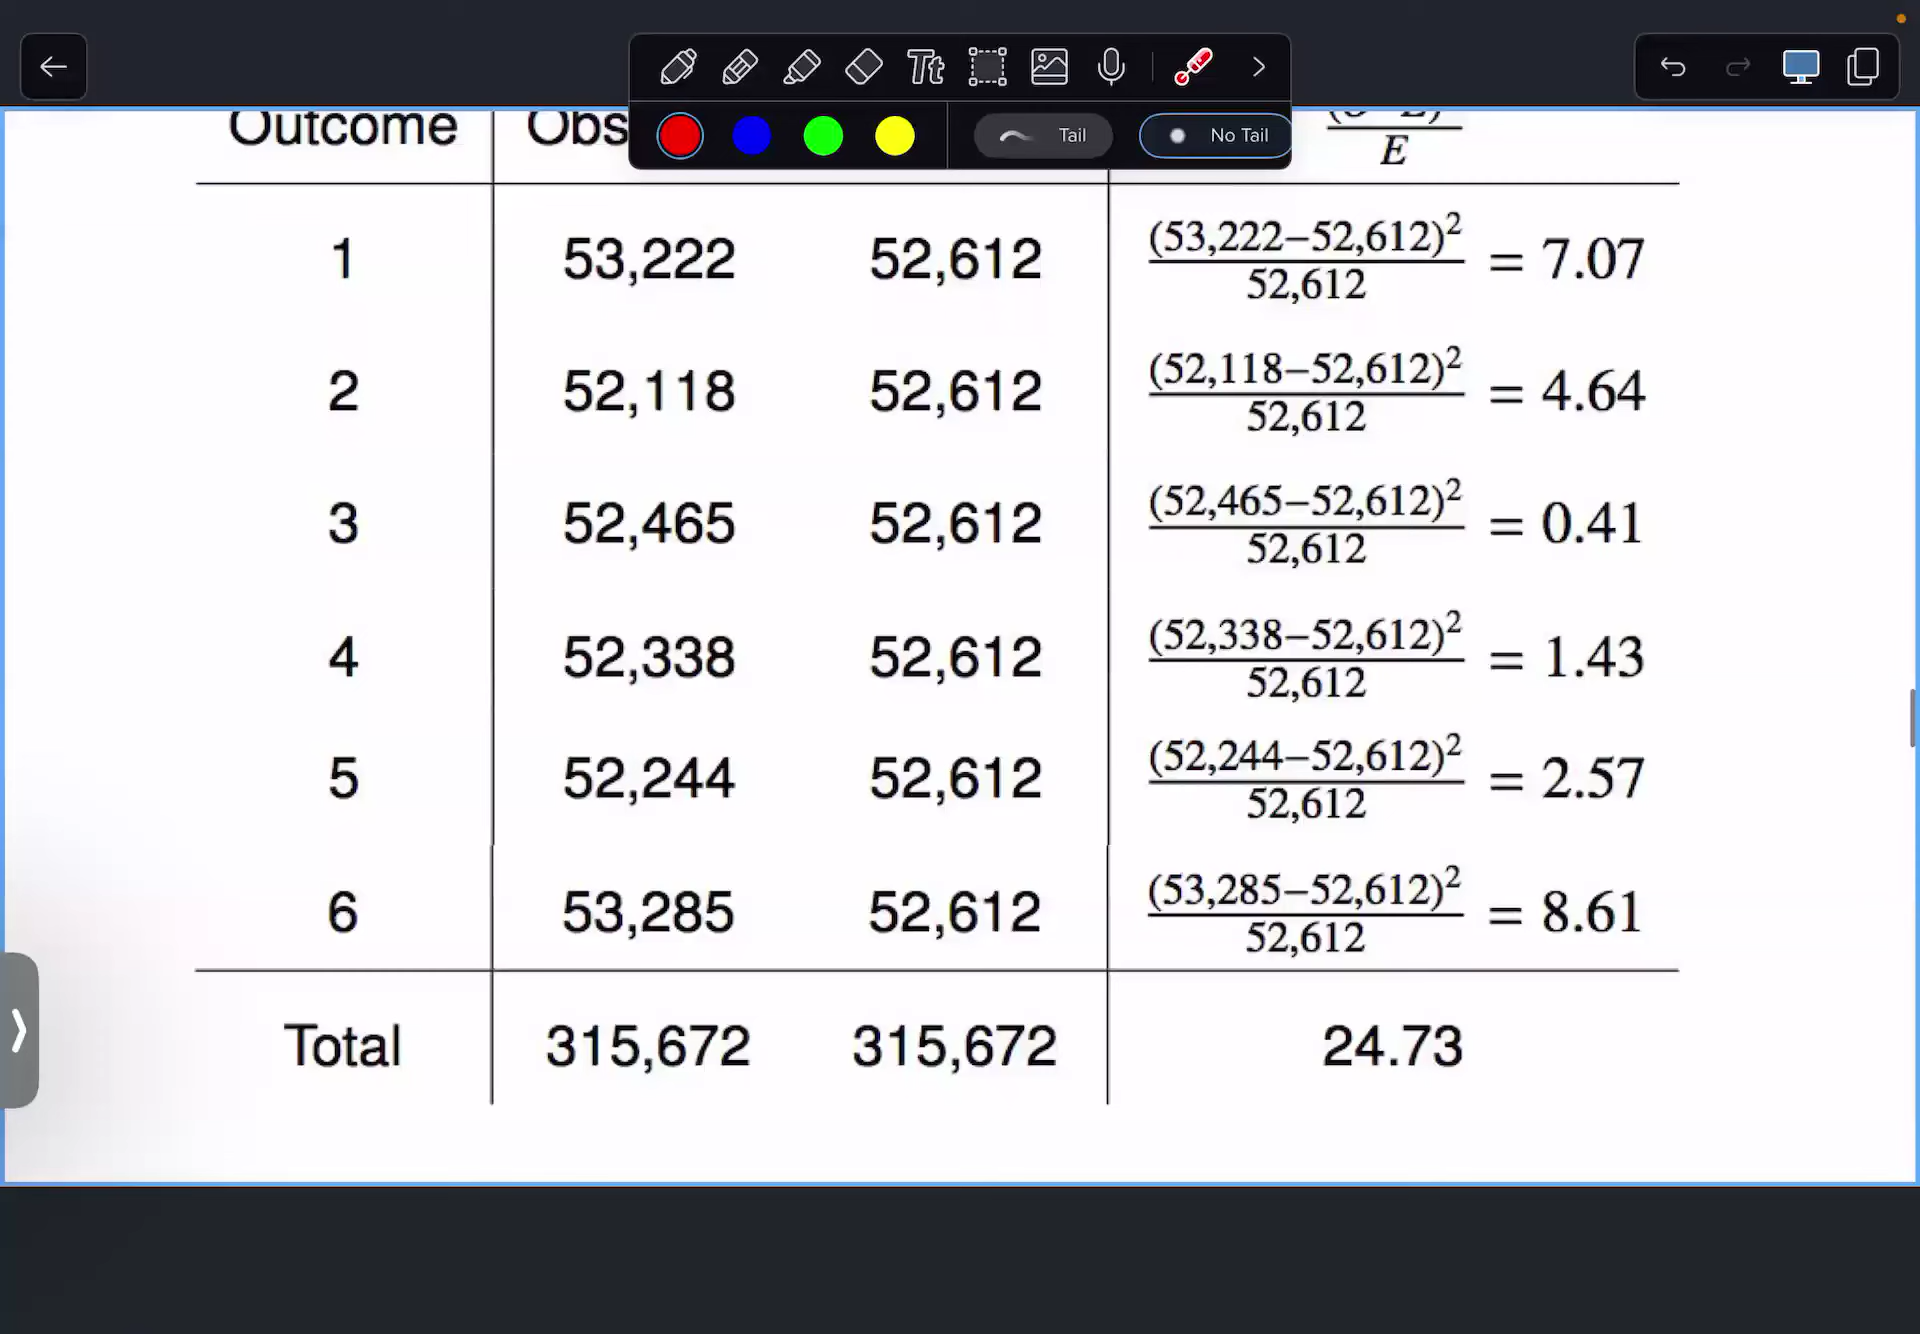 Tt
Tail No Tail
Outcome
E
1 53,222 52,612 (53,222–52,612)² / 52,612 = 7.07
2 52,118 52,612 (52,118–52,612)² / 52,612 = 4.64
3 52,465 52,612 (52,465–52,612)² / 52,612 = 0.41
4 52,338 52,612 (52,338–52,612)² / 52,612 = 1.43
5 52,244 52,612 (52,244–52,612)² / 52,612 = 2.57
6 53,285 52,612 (53,285–52,612)² / 52,612 = 8.61
Total 315,672 315,672 24.73